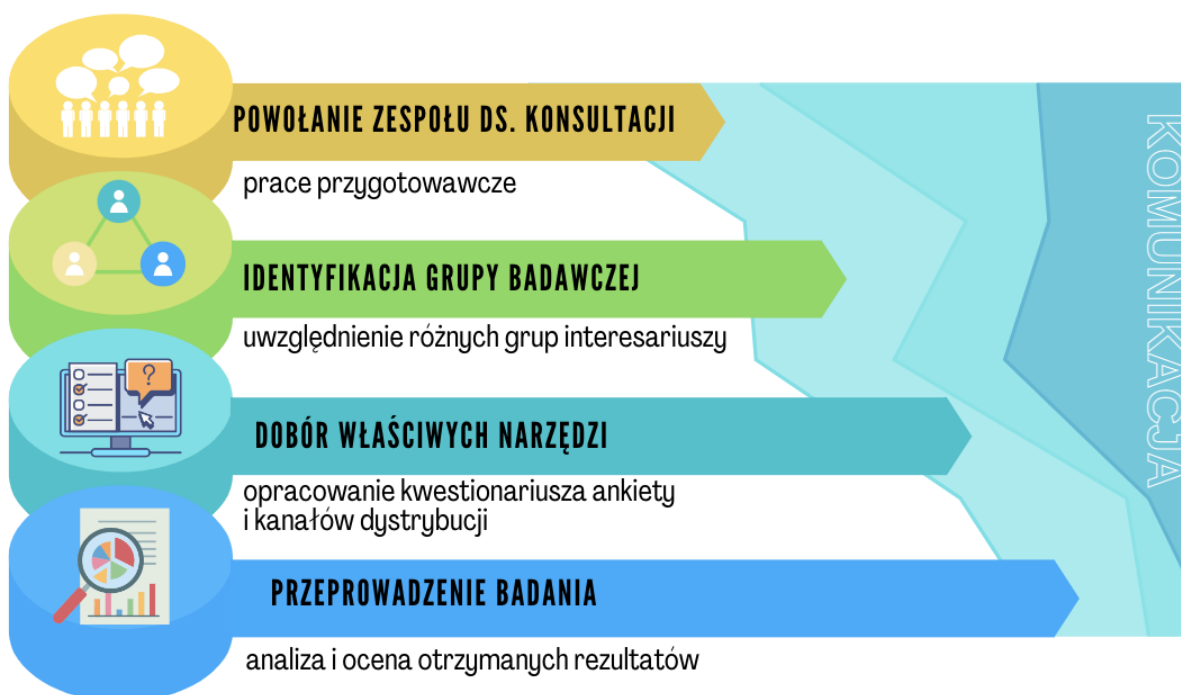 POWOŁANIE ZESPOŁU DS. KONSULTACJI
prace przygotowawcze
IDENTYFIKACJA GRUPY BADAWCZEJ
uwzględnienie różnych grup interesariuszy
?
DOBÓR WŁAŚCIWYCH NARZĘDZI
opracowanie kwestionariusza ankiety
i kanałów dystrybucji
PRZEPROWADZENIE BADANIA
analiza i ocena otrzymanych rezultatów
KOMUNIKACJA